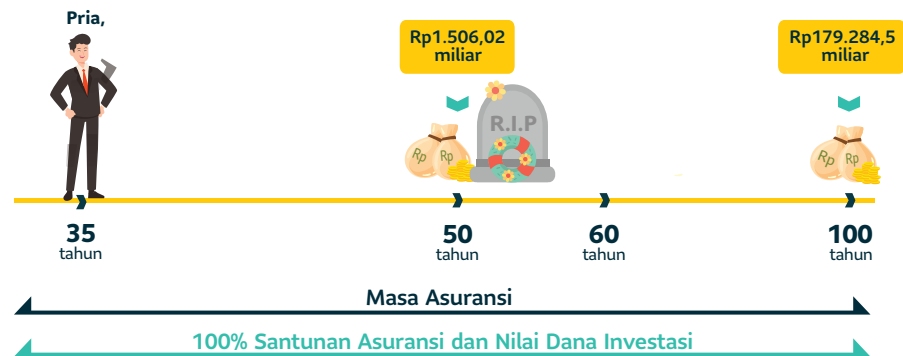 Pria,
Rp1.506,02
miliar
Rp179.284,5
miliar
R.I.P
Rp
Rp
Rp
Rp
35
tahun
50
tahun
60
tahun
100
tahun
Masa Asuransi
100% Santunan Asuransi dan Nilai Dana Investasi